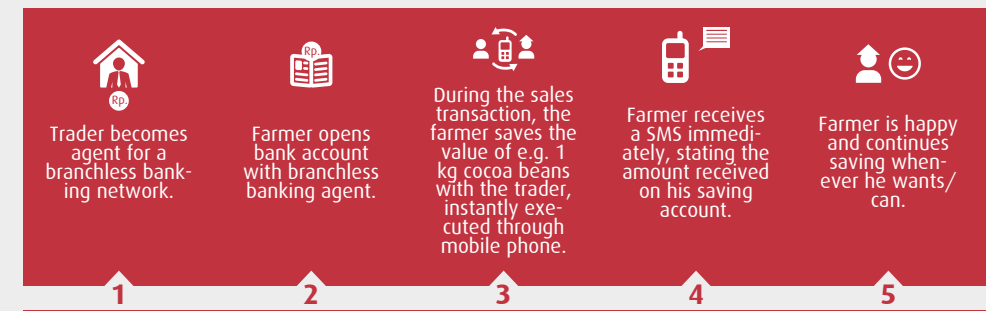 Rp.
Trader becomes
agent for a
branchless bank-
ing network.
1
Rp.
Farmer opens
bank account
with branchless
banking agent.
2
During the sales
transaction, the
farmer saves the
value of e.g. 1
kg cocoa beans
with the trader,
instantly exe-
cuted through
mobile phone.
3
Farmer receives
a SMS immedi-
ately, stating the
amount received
on his saving
account.
4
Farmer is happy
and continues
saving when-
ever he wants/
can.
5